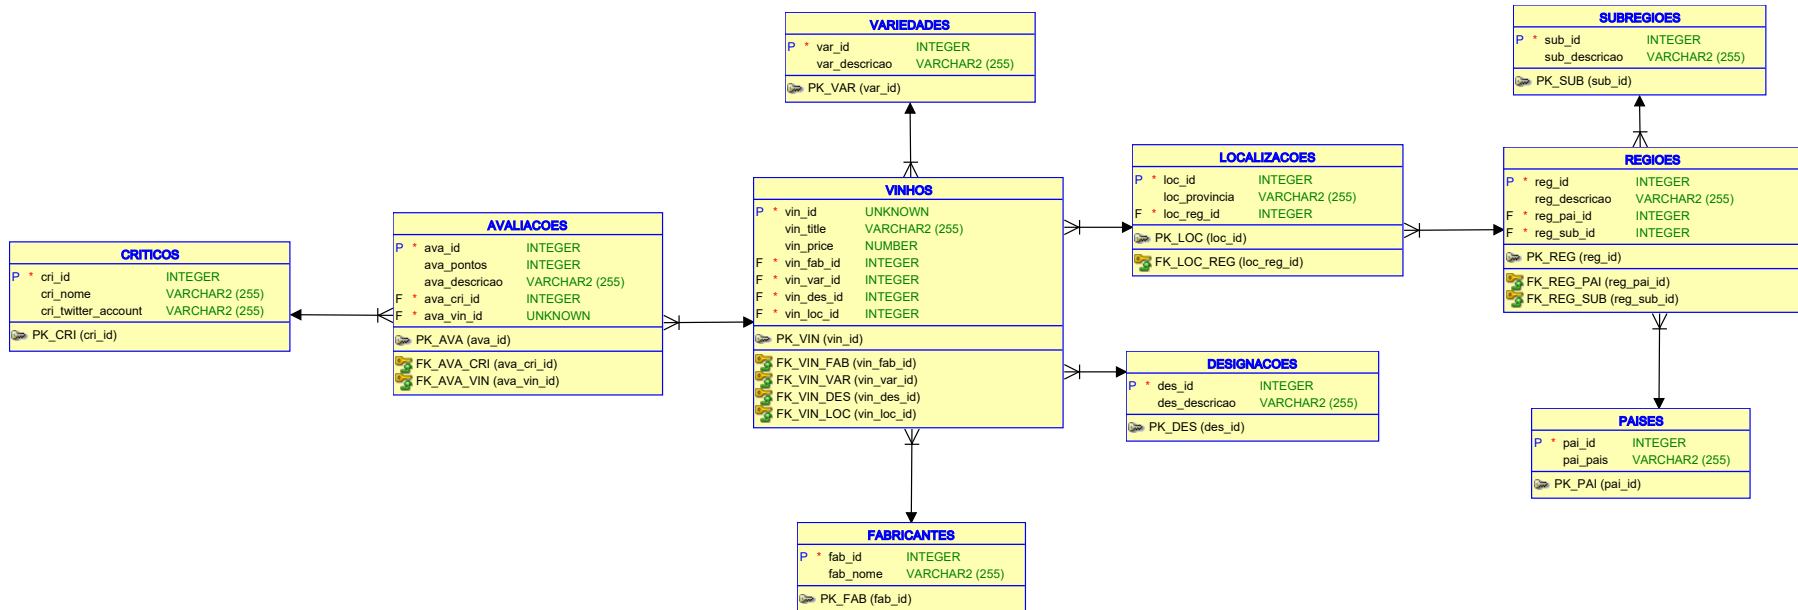 VARIEDADES
P * var_id INTEGER
var_descricao VARCHAR2 (255)
PK_VAR (var_id)
SUBREGIOES
P * sub_id INTEGER
sub_descricao VARCHAR2 (255)
PK_SUB (sub_id)
LOCALIZACOES
P * loc_id INTEGER
loc_provincia VARCHAR2 (255)
F * loc_reg_id INTEGER
PK_LOC (loc_id)
FK_LOC_REG (loc_reg_id)
REGIOES
P * reg_id INTEGER
reg_descricao VARCHAR2 (255)
F * reg_pai_id INTEGER
F * reg_sub_id INTEGER
PK_REG (reg_id)
FK_REG_PAI (reg_pai_id)
FK_REG_SUB (reg_sub_id)
VINHOS
P * vin_id UNKNOWN
vin_title VARCHAR2 (255)
vin_price NUMBER
F * vin_fab_id INTEGER
F * vin_var_id INTEGER
F * vin_des_id INTEGER
F * vin_loc_id INTEGER
PK_VIN (vin_id)
FK_VIN_FAB (vin_fab_id)
FK_VIN_VAR (vin_var_id)
FK_VIN_DES (vin_des_id)
FK_VIN_LOC (vin_loc_id)
AVALIACOES
P * ava_id INTEGER
ava_pontos INTEGER
ava_descricao VARCHAR2 (255)
F * ava_cri_id INTEGER
F * ava_vin_id UNKNOWN
PK_AVA (ava_id)
FK_AVA_CRI (ava_cri_id)
FK_AVA_VIN (ava_vin_id)
CRITICOS
P * cri_id INTEGER
cri_nome VARCHAR2 (255)
cri_twitter_account VARCHAR2 (255)
PK_CRI (cri_id)
DESIGNACOES
P * des_id INTEGER
des_descricao VARCHAR2 (255)
PK_DES (des_id)
PAISES
P * pai_id INTEGER
pai_pais VARCHAR2 (255)
PK_PAI (pai_id)
FABRICANTES
P * fab_id INTEGER
fab_nome VARCHAR2 (255)
PK_FAB (fab_id)